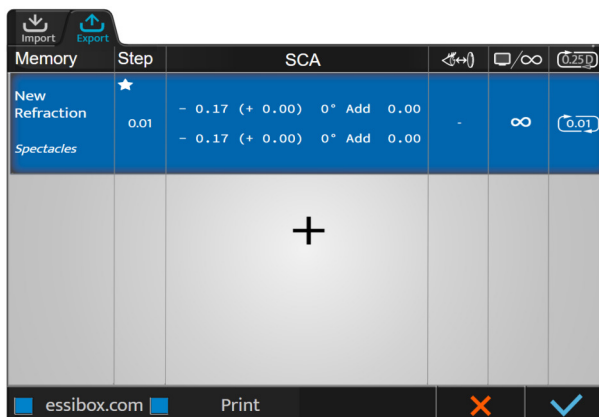 Import Export
Memory Step SCA /∞ 0.25 D
New
Refraction
Spectacles
0.01
- 0.17 (+ 0.00) 0° Add 0.00
- 0.17 (+ 0.00) 0° Add 0.00
- ∞ 0.01
+
essibox.com Print